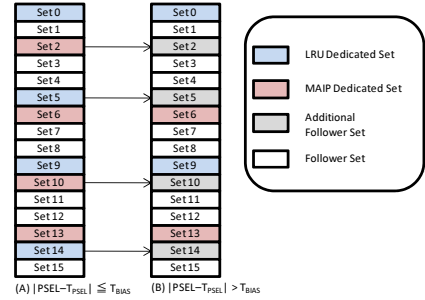 Set 0
Set 1
Set 2
Set 3
Set 4
Set 5
Set 6
Set 7
Set 8
Set 9
Set 10
Set 11
Set 12
Set 13
Set 14
Set 15
(A) |PSEL–TPSEL| ≦ TBIAS
Set 0
Set 1
Set 2
Set 3
Set 4
Set 5
Set 6
Set 7
Set 8
Set 9
Set 10
Set 11
Set 12
Set 13
Set 14
Set 15
(B) |PSEL–TPSEL| > TBIAS
LRU Dedicated Set
MAIP Dedicated Set
Additional
Follower Set
Follower Set